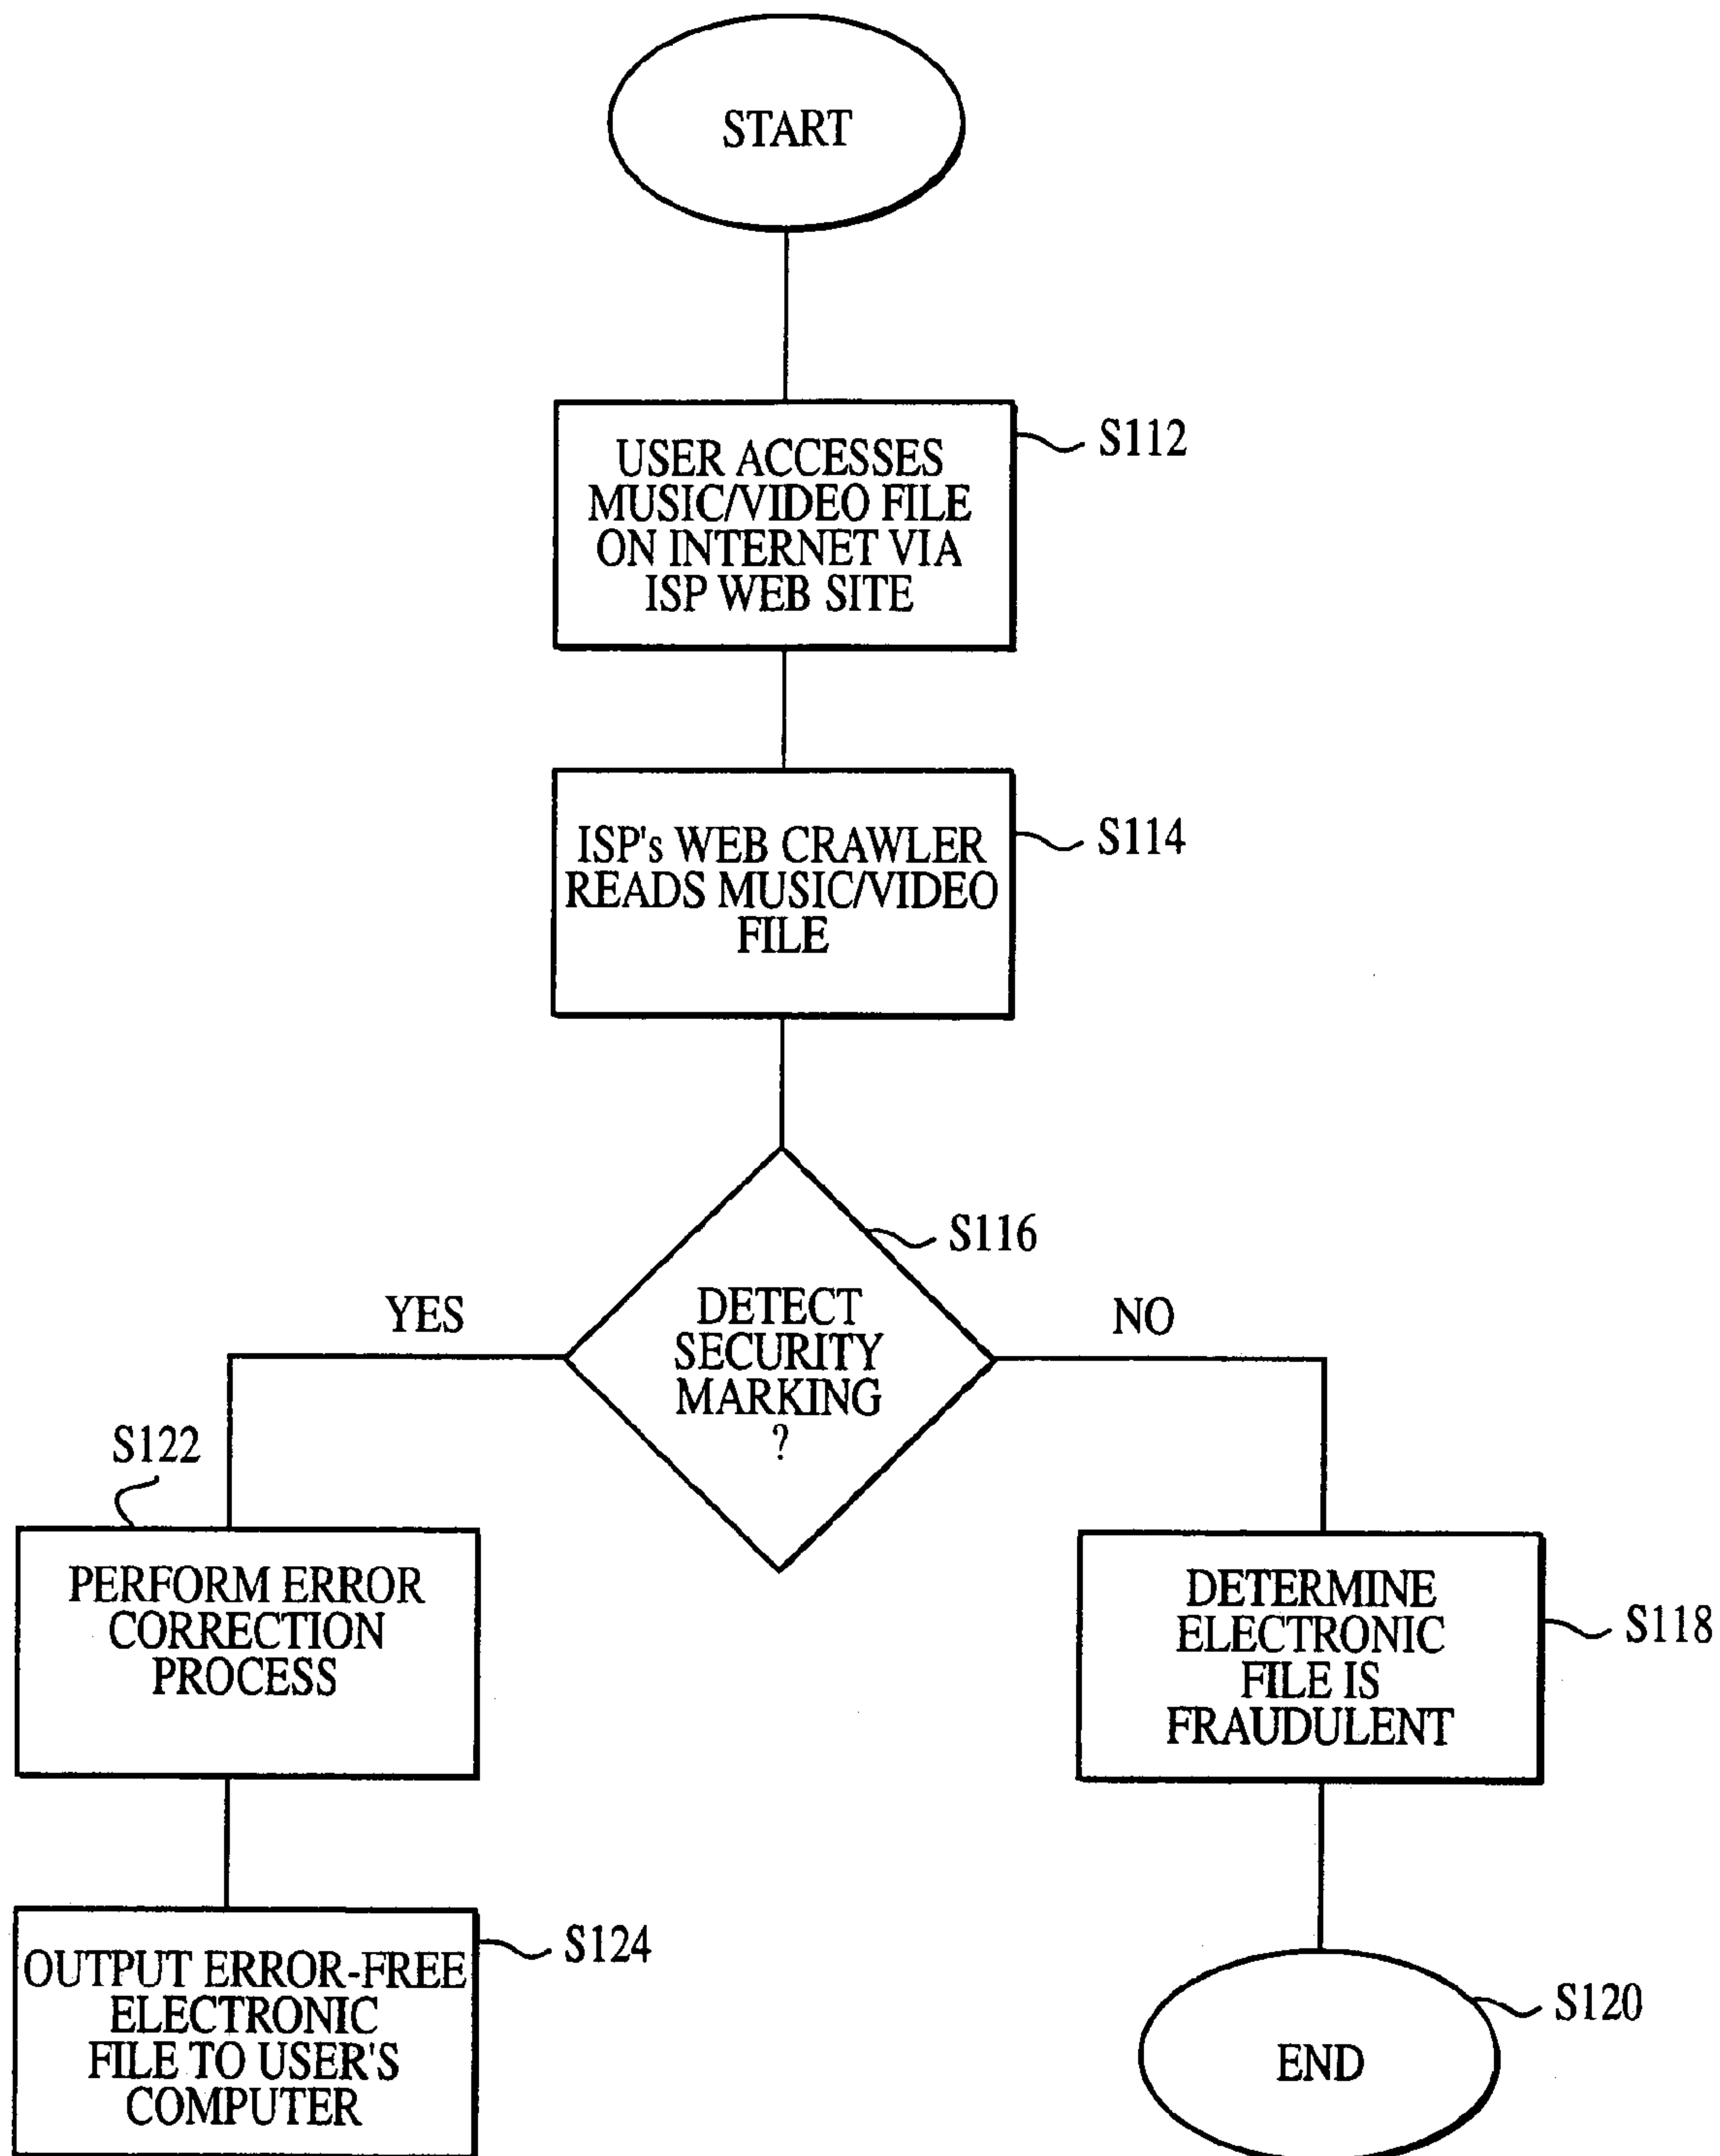 START
USER ACCESSES
MUSIC/VIDEO FILE
ON INTERNET VIA
ISP WEB SITE
S112
ISP's WEB CRAWLER
READS MUSIC/VIDEO
FILE
S114
DETECT
SECURITY
MARKING
?
S116
YES
NO
S122
PERFORM ERROR
CORRECTION
PROCESS
DETERMINE
ELECTRONIC
FILE IS
FRAUDULENT
S118
OUTPUT ERROR-FREE
ELECTRONIC
FILE TO USER'S
COMPUTER
S124
END
S120